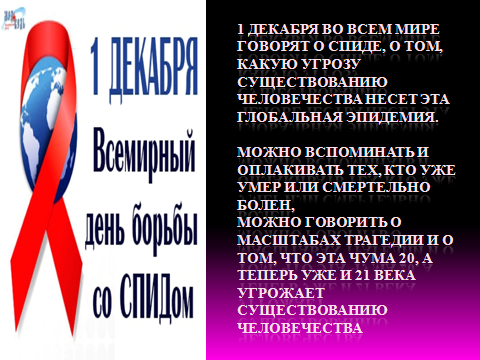 1 ДЕКАБРЯ
Всемирный
день борьбы
со СПИДом
1 ДЕКАБРЯ ВО ВСЕМ МИРЕ
ГОВОРЯТ О СПИДЕ, О ТОМ,
КАКУЮ УГРОЗУ
СУЩЕСТВОВАНИЮ
ЧЕЛОВЕЧЕСТВА НЕСЕТ ЭТА
ГЛОБАЛЬНАЯ ЭПИДЕМИЯ.
МОЖНО ВСПОМИНАТЬ И
ОПЛАКИВАТЬ ТЕХ, КТО УЖЕ
УМЕР ИЛИ СМЕРТЕЛЬНО
БОЛЕН,
МОЖНО ГОВОРИТЬ О
МАСШТАБАХ ТРАГЕДИИ И О
ТОМ, ЧТО ЭТА ЧУМА 20, А
ТЕПЕРЬ УЖЕ И 21 ВЕКА
УГРОЖАЕТ
СУЩЕСТВОВАНИЮ
ЧЕЛОВЕЧЕСТВА